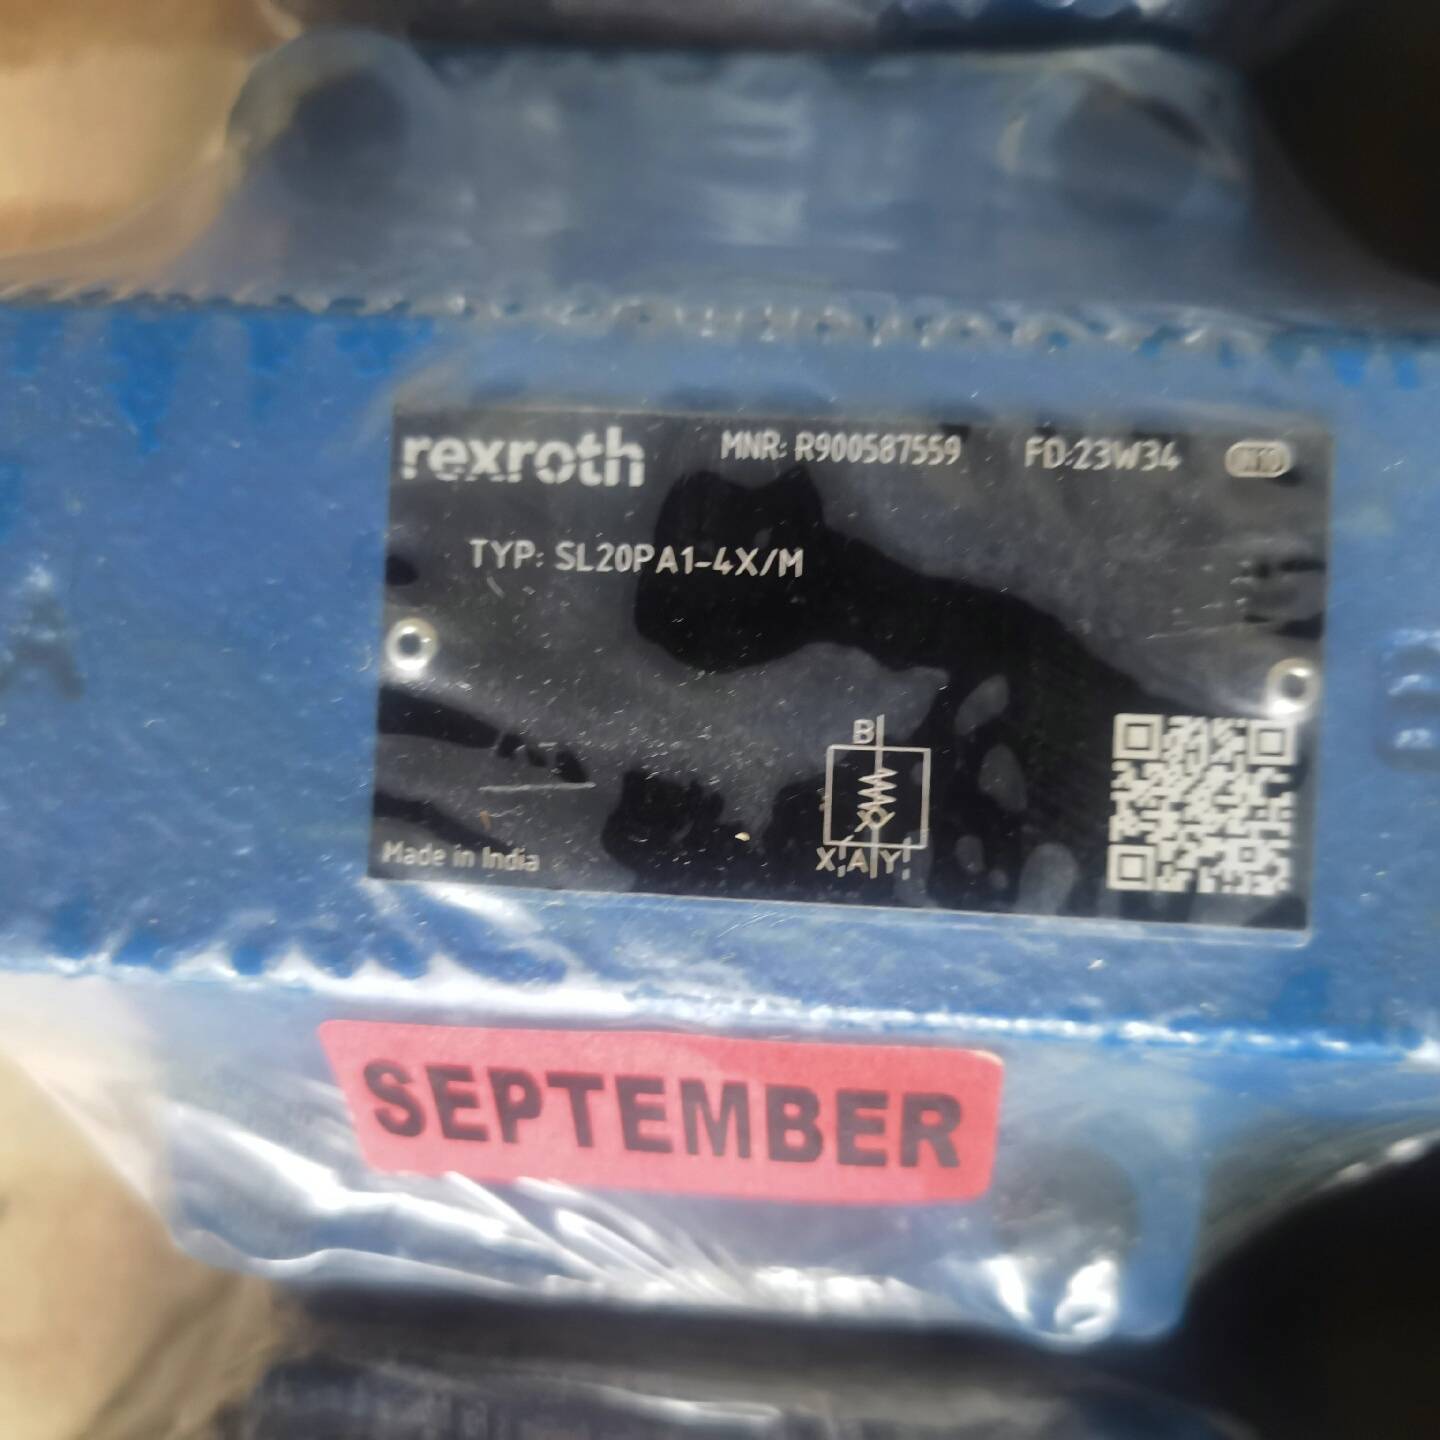 rexroth MNR: R900587559 FD:23W34
TYP: SL20PA1-4X/M
A
B
B
X A Y
Made in India
SEPTEMBER